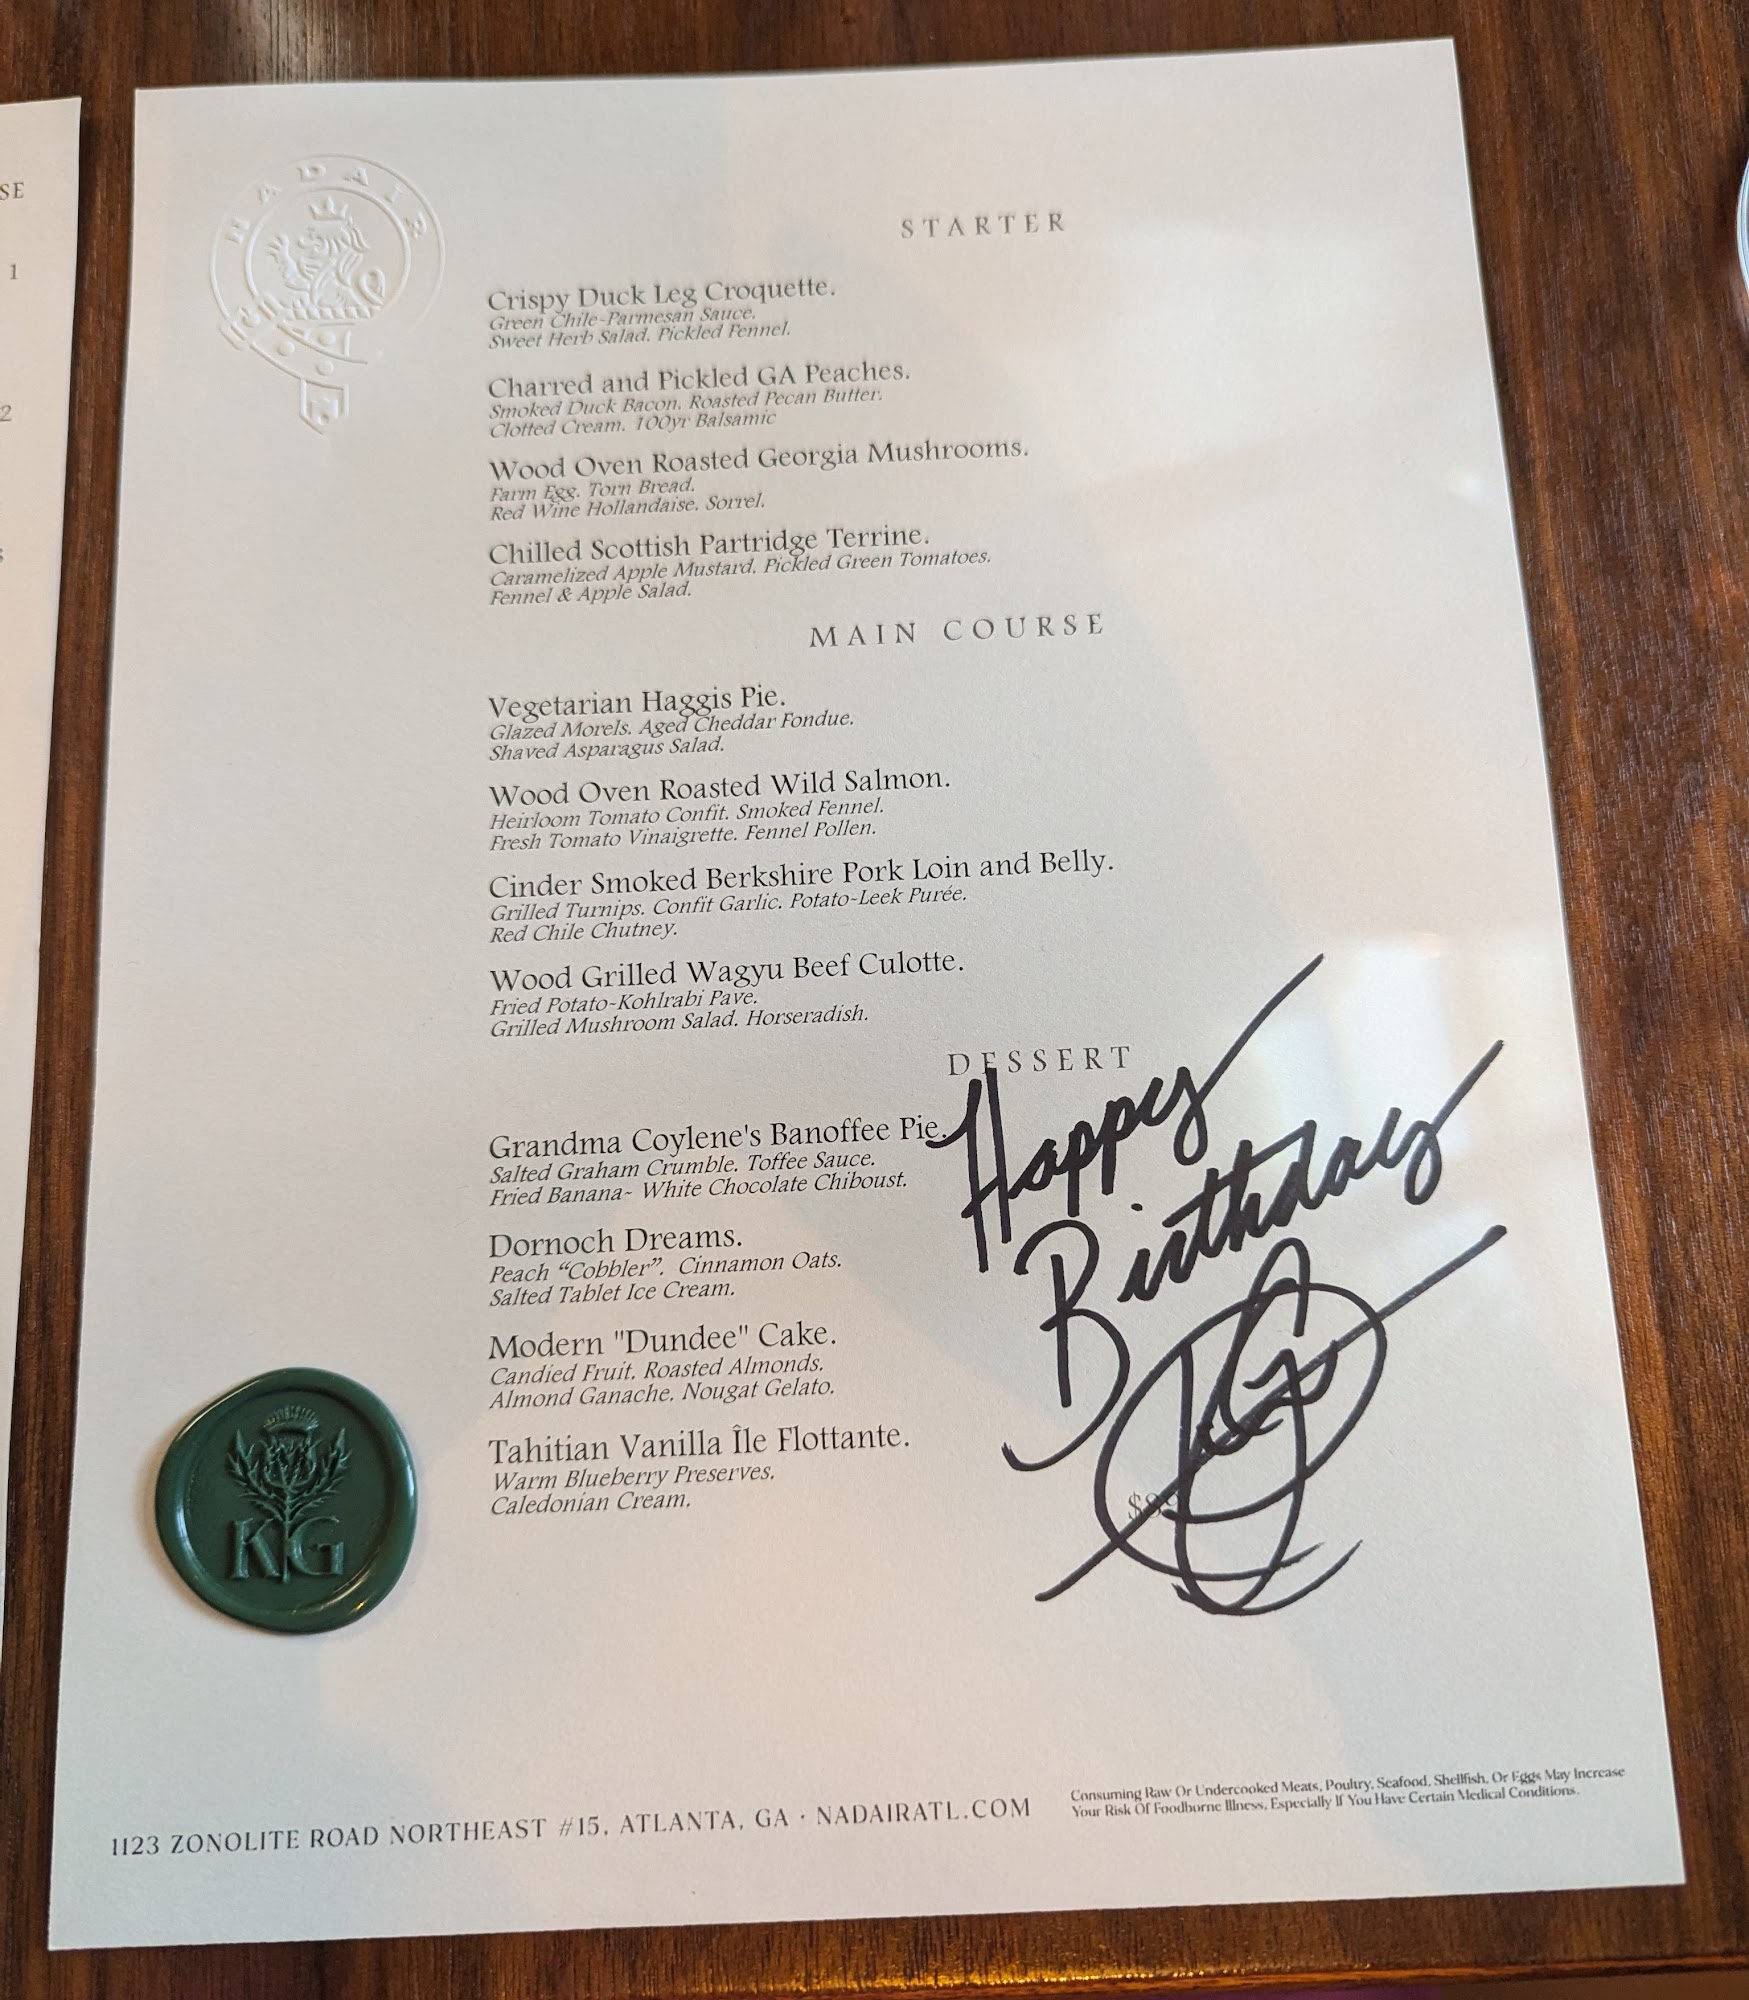 SE
1
2
NADAIR
STARTER
Crispy Duck Leg Croquette.
Green Chile-Parmesan Sauce.
Sweet Herb Salad. Pickled Fennel.
Charred and Pickled GA Peaches.
Smoked Duck Bacon. Roasted Pecan Butter.
Clotted Cream. 100yr Balsamic
Wood Oven Roasted Georgia Mushrooms.
Farm Egg. Torn Bread.
Red Wine Hollandaise. Sorrel.
Chilled Scottish Partridge Terrine.
Caramelized Apple Mustard. Pickled Green Tomatoes.
Fennel & Apple Salad.
MAIN COURSE
Vegetarian Haggis Pie.
Glazed Morels. Aged Cheddar Fondue.
Shaved Asparagus Salad.
Wood Oven Roasted Wild Salmon.
Heirloom Tomato Confit. Smoked Fennel.
Fresh Tomato Vinaigrette. Fennel Pollen.
Cinder Smoked Berkshire Pork Loin and Belly.
Grilled Turnips. Confit Garlic. Potato-Leek Purée.
Red Chile Chutney.
Wood Grilled Wagyu Beef Culotte.
Fried Potato-Kohlrabi Pave.
Grilled Mushroom Salad. Horseradish.
DESSERT
Grandma Coylene's Banoffee Pie.
Salted Graham Crumble. Toffee Sauce.
Fried Banana- White Chocolate Chiboust.
Dornoch Dreams.
Peach “Cobbler”. Cinnamon Oats.
Salted Tablet Ice Cream.
Modern "Dundee" Cake.
Candied Fruit. Roasted Almonds.
Almond Ganache. Nougat Gelato.
Tahitian Vanilla Île Flottante.
Warm Blueberry Preserves.
Caledonian Cream.
Happy
Birthday
KG
1123 ZONOLITE ROAD NORTHEAST #15, ATLANTA, GA · NADAIRATL.COM
Consuming Raw Or Undercooked Meats, Poultry, Seafood, Shellfish, Or Eggs May Increase
Your Risk Of Foodborne Illness, Especially If You Have Certain Medical Conditions.